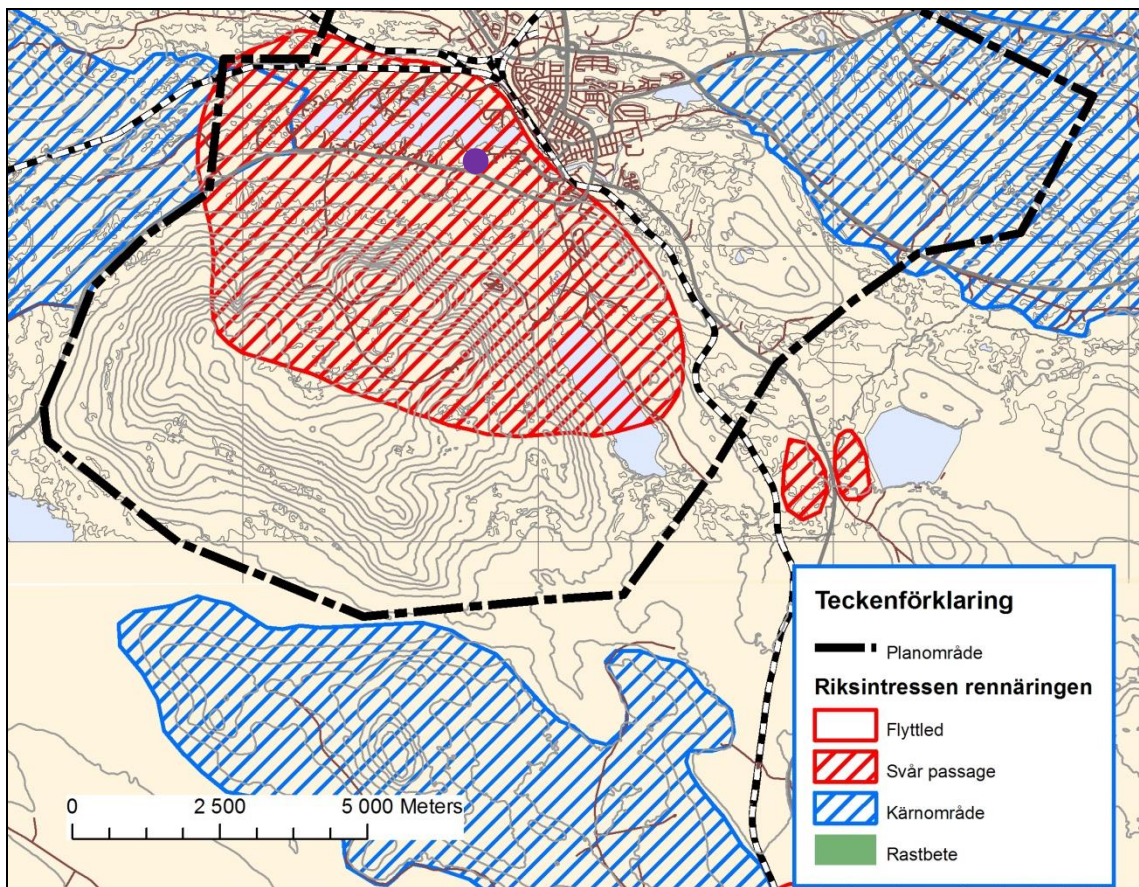 Teckenförklaring
Planområde
Riksintressen rennäringen
Flyttled
Svår passage
Kärnområde
Rastbete
0 2 500 5 000 Meters